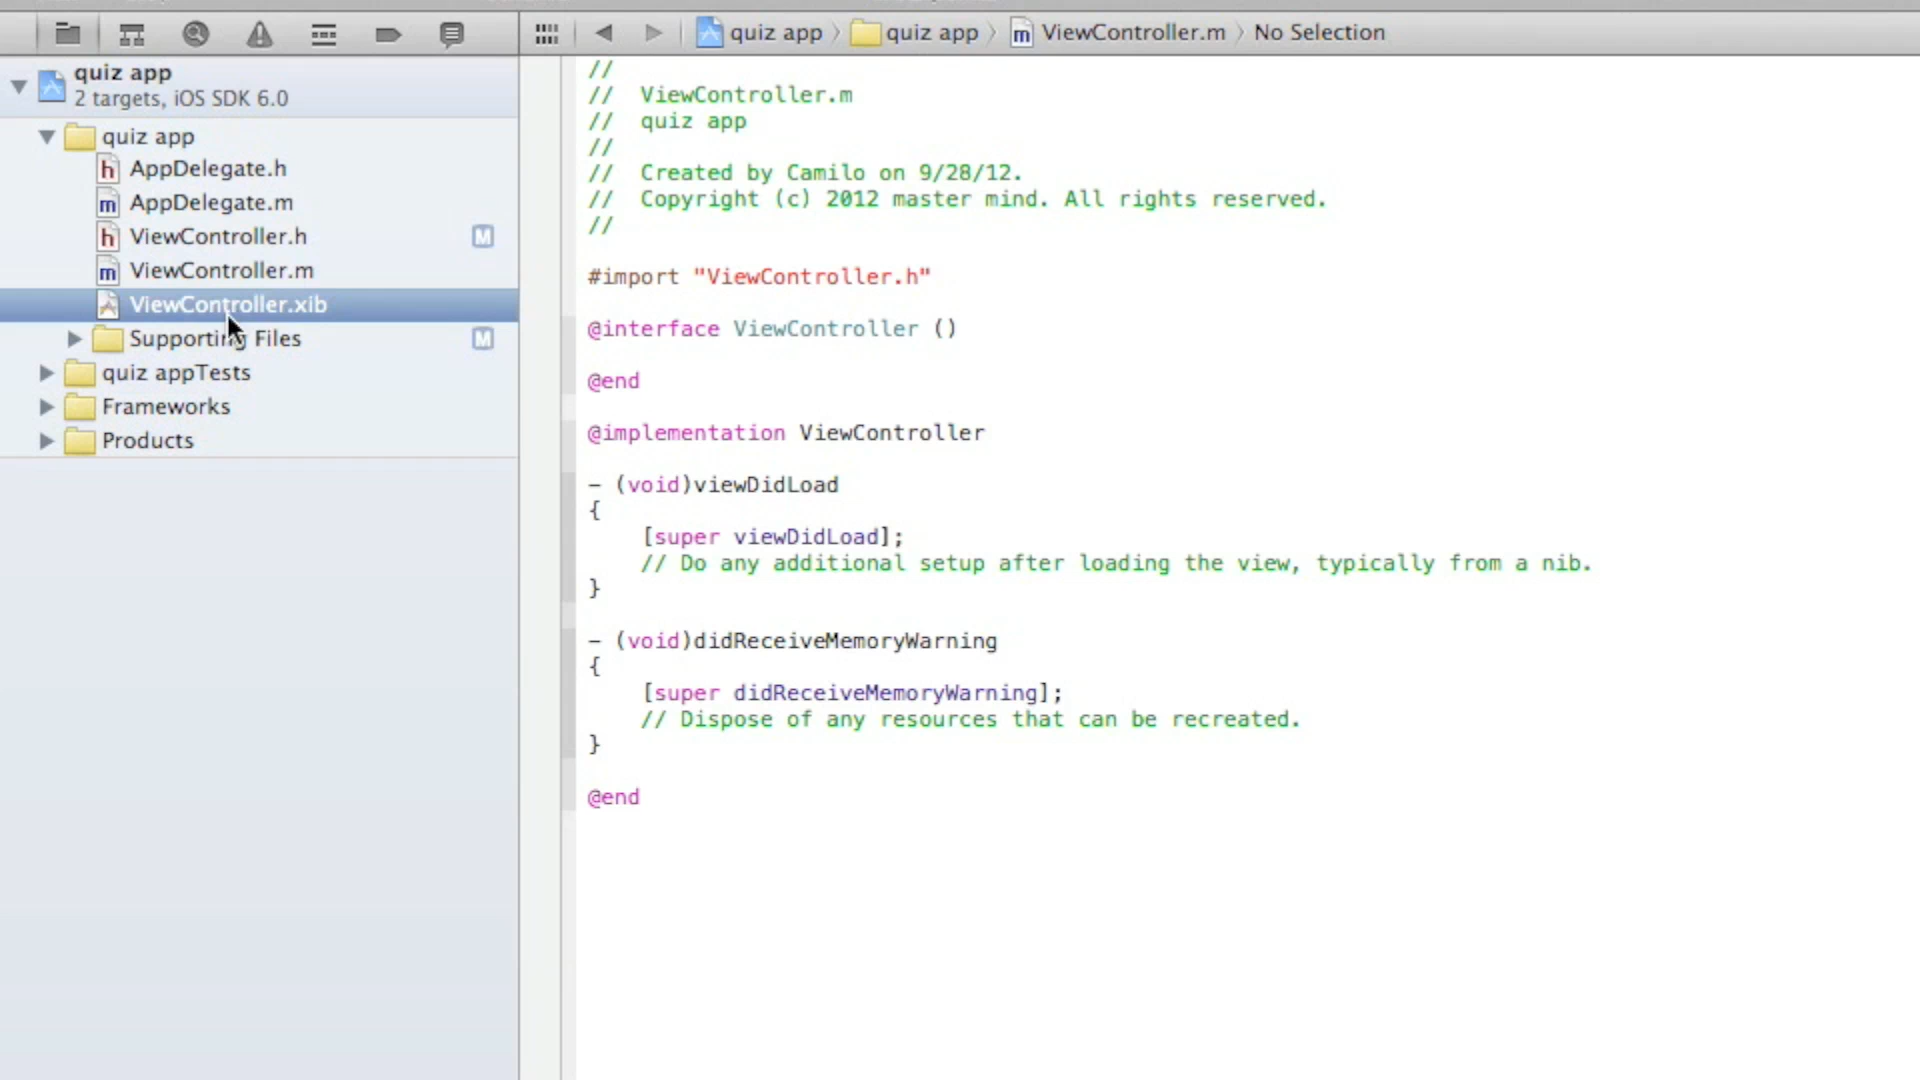 quiz app > quiz app > ViewController.m > No Selection
quiz app
2 targets, iOS SDK 6.0
quiz app
h AppDelegate.h
m AppDelegate.m
h ViewController.h M
m ViewController.m
ViewController.xib
Supporting Files M
quiz appTests
Frameworks
Products
//
//  ViewController.m
//  quiz app
//
//  Created by Camilo on 9/28/12.
//  Copyright (c) 2012 master mind. All rights reserved.
//
#import "ViewController.h"
@interface ViewController ()
@end
@implementation ViewController
- (void)viewDidLoad
{
    [super viewDidLoad];
    // Do any additional setup after loading the view, typically from a nib.
}
- (void)didReceiveMemoryWarning
{
    [super didReceiveMemoryWarning];
    // Dispose of any resources that can be recreated.
}
@end